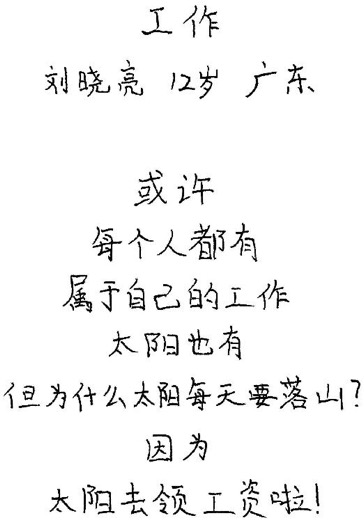 工作
刘晓亮 12岁 广东
或许
每个人都有
属于自己的工作
太阳也有
但为什么太阳每天要落山?
因为
太阳去领工资啦!